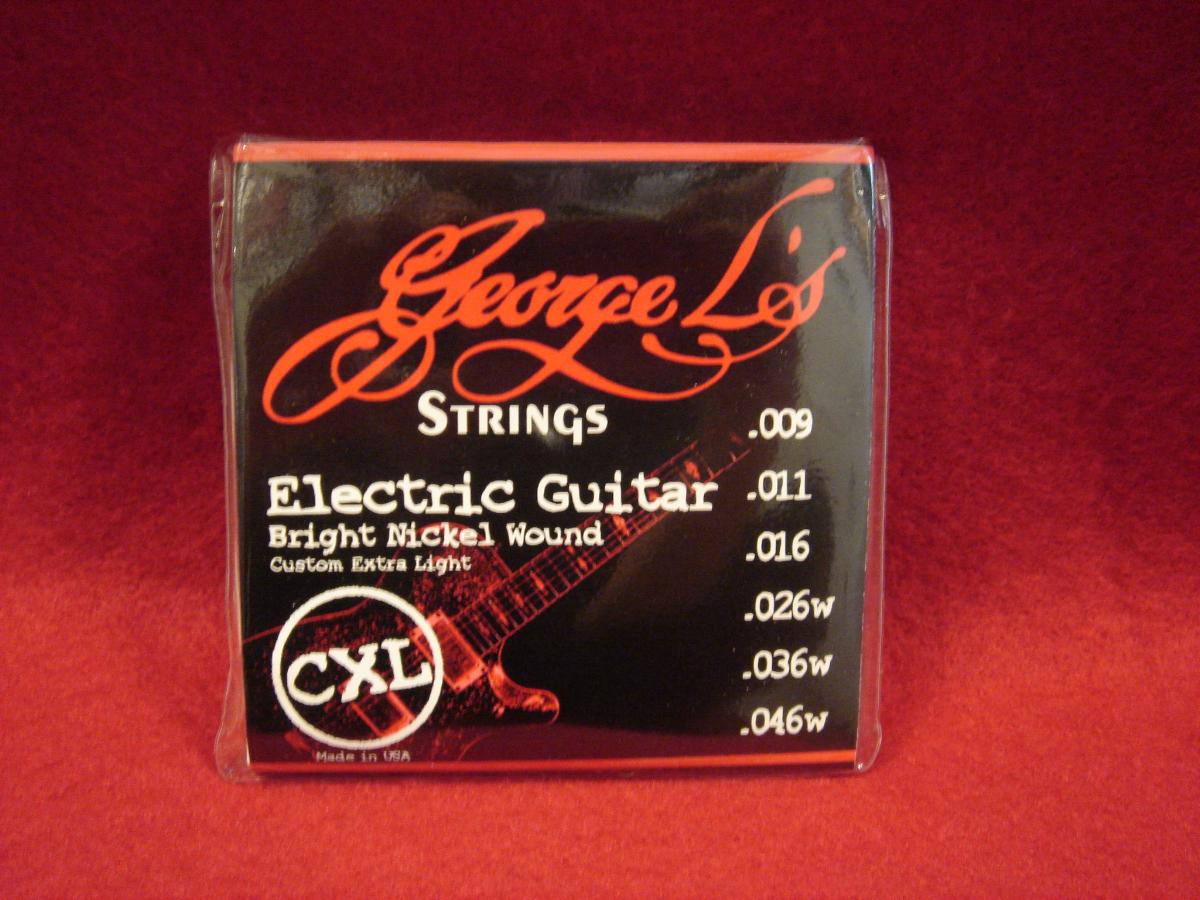 George L's
STRINGS
Electric Guitar
Bright Nickel Wound
Custom Extra Light
CXL
Made in USA
.009
.011
.016
.026w
.036w
.046w